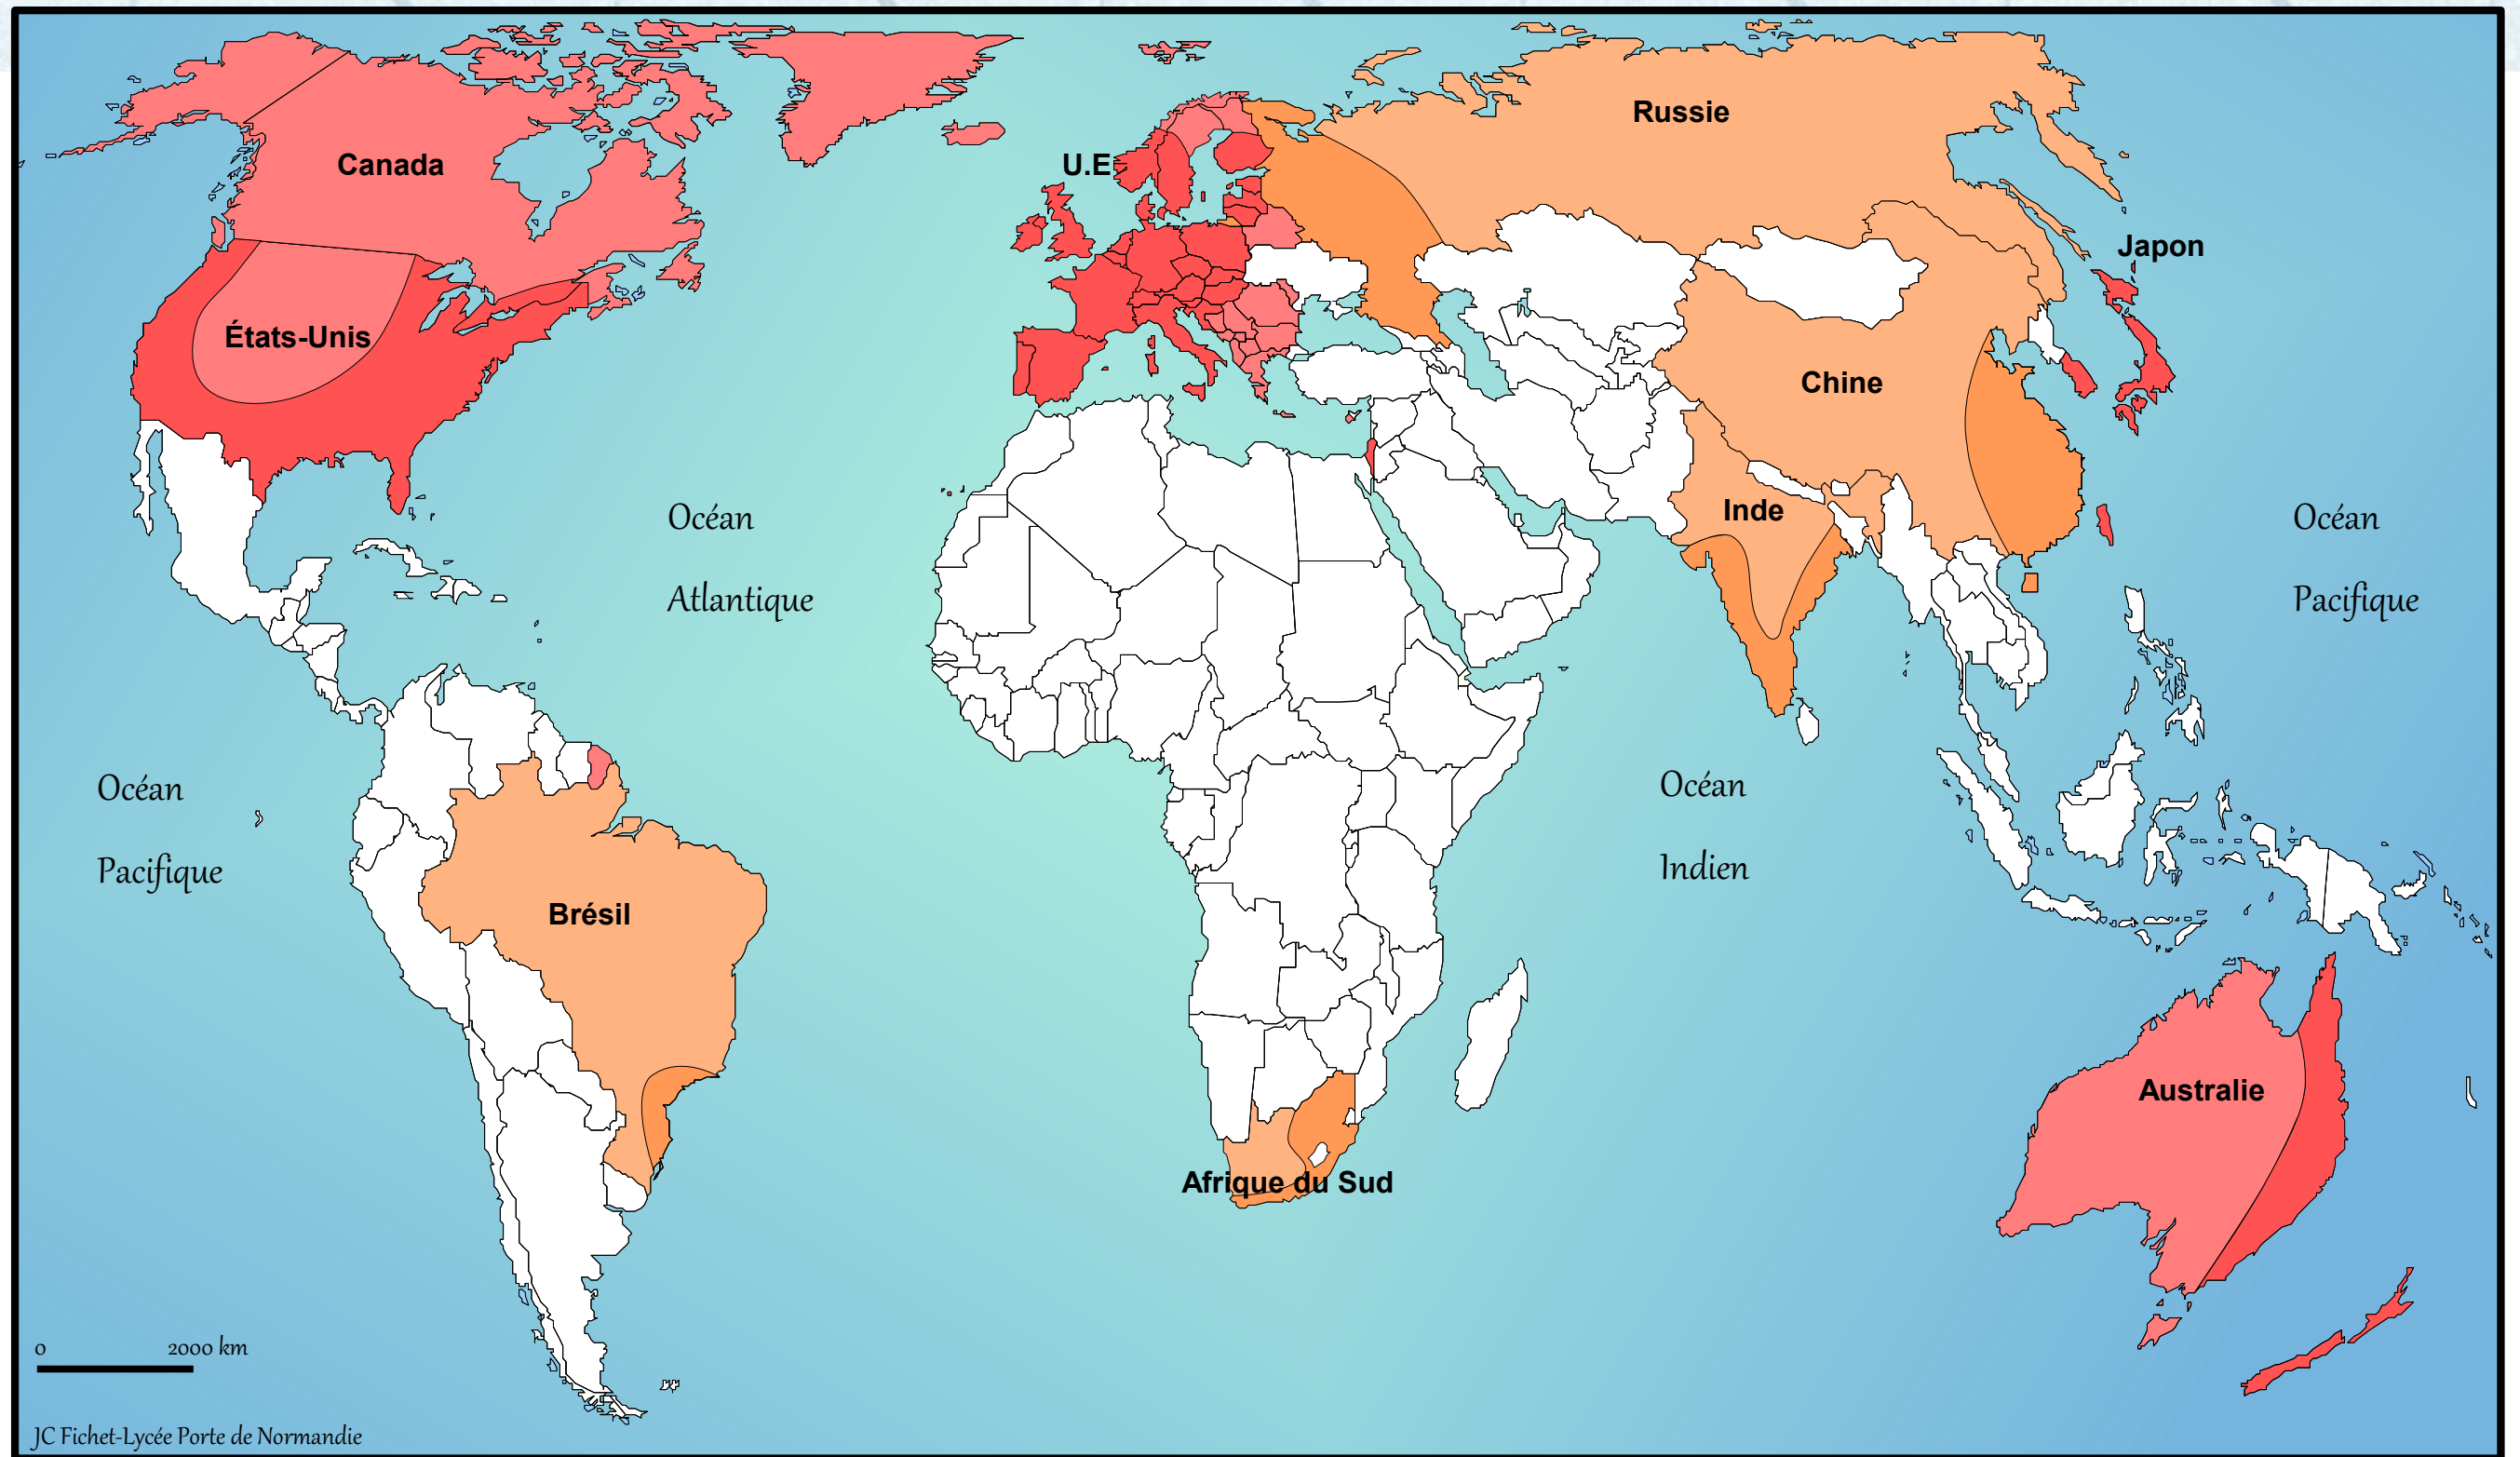 Russie
Canada
U.E
Japon
États-Unis
Chine
Océan
Atlantique
Inde
Océan
Pacifique
Océan
Pacifique
Océan
Indien
Brésil
Australie
Afrique du Sud
0 2000 km
JC Fichet-Lycée Porte de Normandie